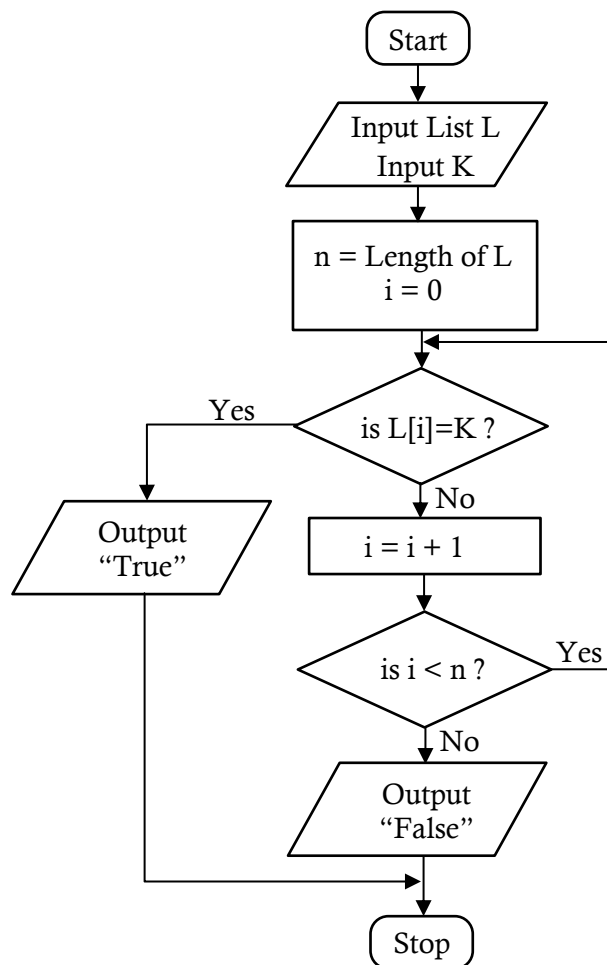 Start
Input List L
Input K
n = Length of L
i = 0
is L[i]=K ?
Yes
No
Output
“True”
i = i + 1
is i < n ?
Yes
No
Output
“False”
Stop